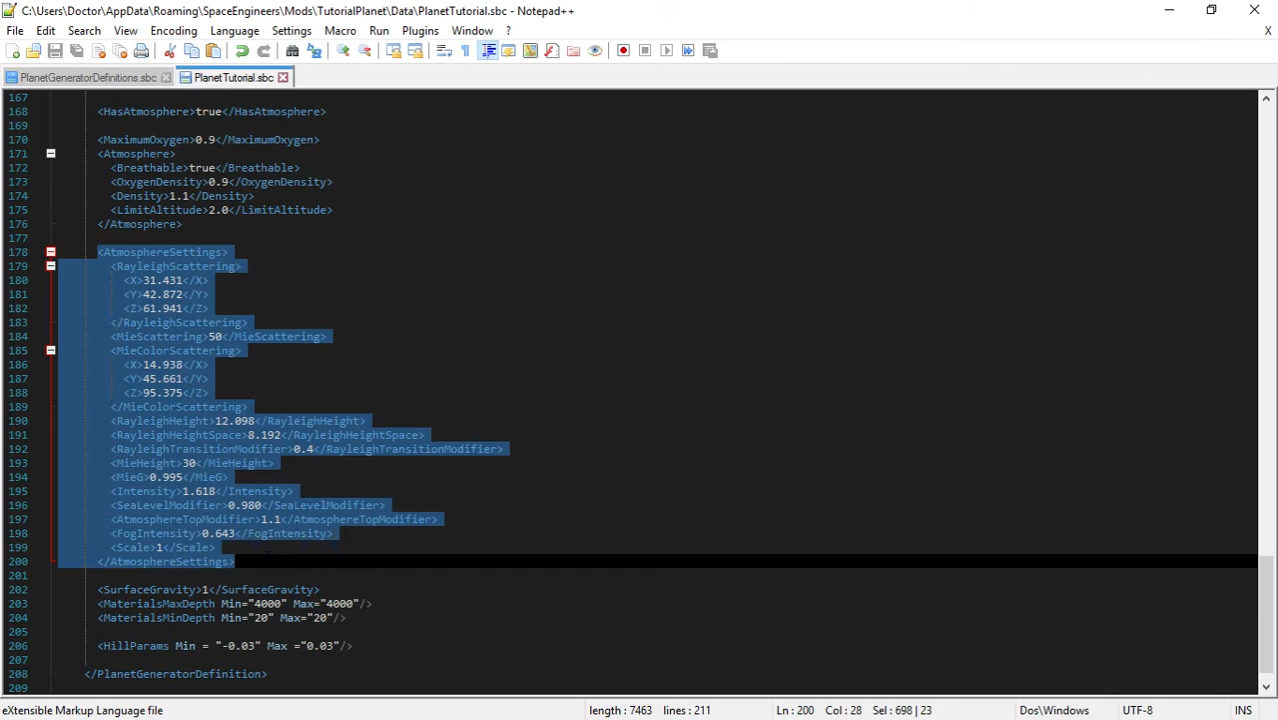 C:\Users\Doctor\AppData\Roaming\SpaceEngineers\Mods\TutorialPlanet\Data\PlanetTutorial.sbc - Notepad++
File Edit Search View Encoding Language Settings Macro Run Plugins Window ? X
PlanetGeneratorDefinitions.sbc PlanetTutorial.sbc
167
168 <HasAtmosphere>true</HasAtmosphere>
169
170 <MaximumOxygen>0.9</MaximumOxygen>
171 <Atmosphere>
172 <Breathable>true</Breathable>
173 <OxygenDensity>0.9</OxygenDensity>
174 <Density>1.1</Density>
175 <LimitAltitude>2.0</LimitAltitude>
176 </Atmosphere>
177
178 <AtmosphereSettings>
179 <RayleighScattering>
180 <X>31.431</X>
181 <Y>42.872</Y>
182 <Z>61.941</Z>
183 </RayleighScattering>
184 <MieScattering>50</MieScattering>
185 <MieColorScattering>
186 <X>14.938</X>
187 <Y>45.661</Y>
188 <Z>95.375</Z>
189 </MieColorScattering>
190 <RayleighHeight>12.098</RayleighHeight>
191 <RayleighHeightSpace>8.192</RayleighHeightSpace>
192 <RayleighTransitionModifier>0.4</RayleighTransitionModifier>
193 <MieHeight>30</MieHeight>
194 <MieG>0.995</MieG>
195 <Intensity>1.618</Intensity>
196 <SeaLevelModifier>0.980</SeaLevelModifier>
197 <AtmosphereTopModifier>1.1</AtmosphereTopModifier>
198 <FogIntensity>0.643</FogIntensity>
199 <Scale>1</Scale>
200 </AtmosphereSettings>
201
202 <SurfaceGravity>1</SurfaceGravity>
203 <MaterialsMaxDepth Min="4000" Max="4000"/>
204 <MaterialsMinDepth Min="20" Max="20"/>
205
206 <HillParams Min = "-0.03" Max ="0.03"/>
207
208 </PlanetGeneratorDefinition>
209
eXtensible Markup Language file length : 7463 lines : 211 Ln : 200 Col : 28 Sel : 698 | 23 Dos\Windows UTF-8 INS